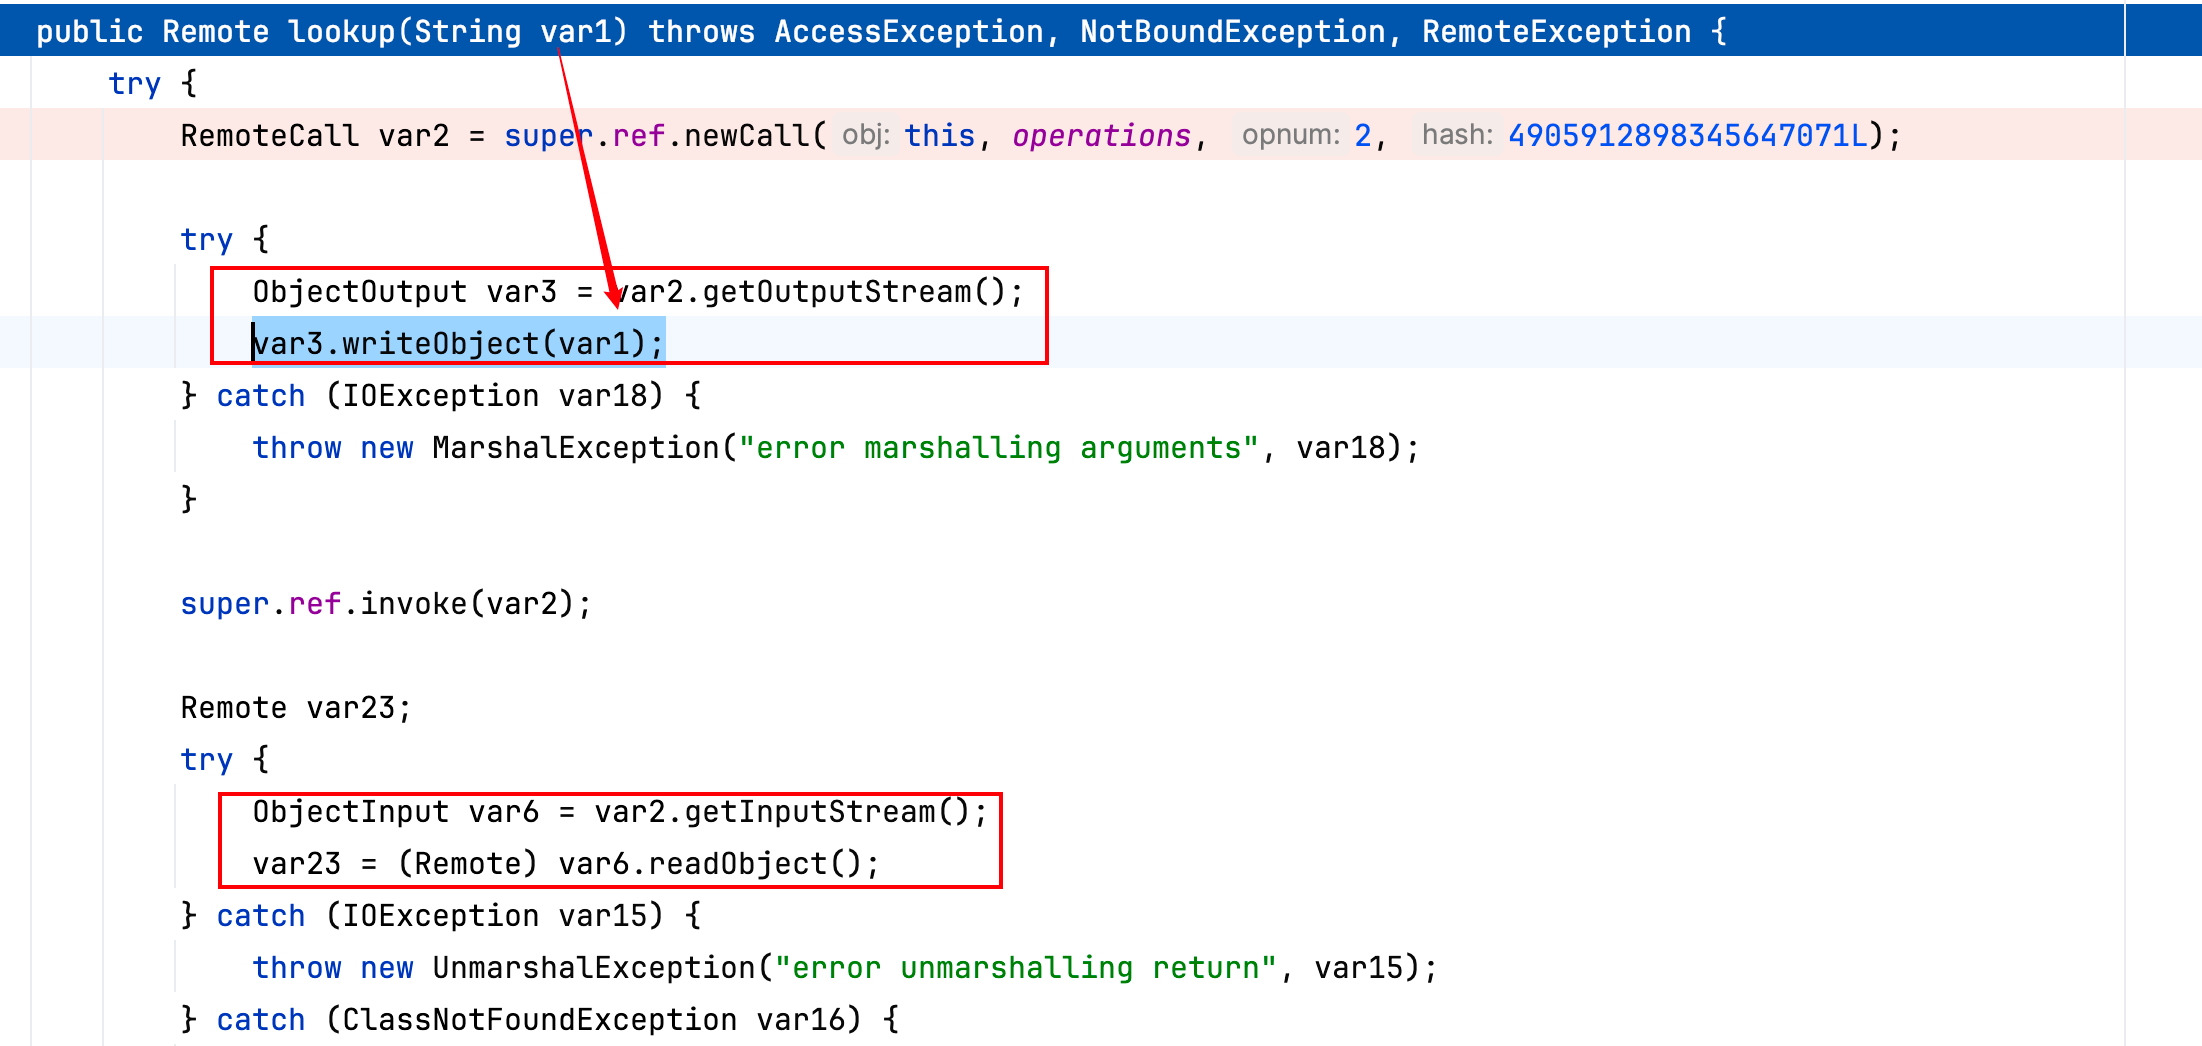 public Remote lookup(String var1) throws AccessException, NotBoundException, RemoteException {
try {
RemoteCall var2 = super.ref.newCall( obj: this, operations, opnum: 2, hash: 4905912898345647071L);
try {
ObjectOutput var3 = var2.getOutputStream();
var3.writeObject(var1);
} catch (IOException var18) {
throw new MarshalException("error marshalling arguments", var18);
}
super.ref.invoke(var2);
Remote var23;
try {
ObjectInput var6 = var2.getInputStream();
var23 = (Remote) var6.readObject();
} catch (IOException var15) {
throw new UnmarshalException("error unmarshalling return", var15);
} catch (ClassNotFoundException var16) {